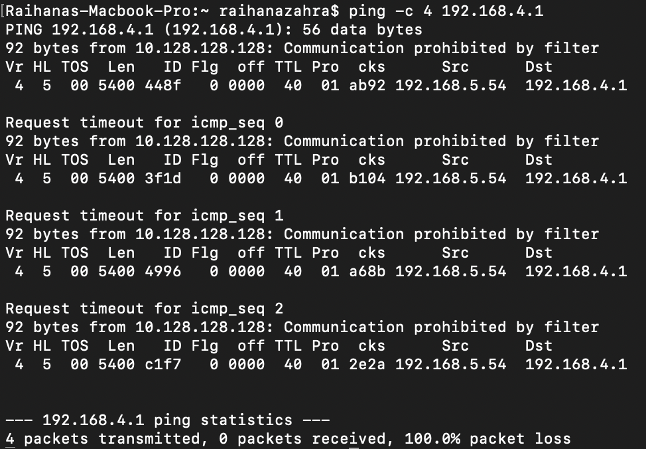 [Raihanas-Macbook-Pro:~ raihanazahra$ ping -c 4 192.168.4.1
PING 192.168.4.1 (192.168.4.1): 56 data bytes
92 bytes from 10.128.128.128: Communication prohibited by filter
Vr HL TOS Len ID Flg off TTL Pro cks Src Dst
4 5 00 5400 448f 0 0000 40 01 ab92 192.168.5.54 192.168.4.1
Request timeout for icmp_seq 0
92 bytes from 10.128.128.128: Communication prohibited by filter
Vr HL TOS Len ID Flg off TTL Pro cks Src Dst
4 5 00 5400 3f1d 0 0000 40 01 b104 192.168.5.54 192.168.4.1
Request timeout for icmp_seq 1
92 bytes from 10.128.128.128: Communication prohibited by filter
Vr HL TOS Len ID Flg off TTL Pro cks Src Dst
4 5 00 5400 4996 0 0000 40 01 a68b 192.168.5.54 192.168.4.1
Request timeout for icmp_seq 2
92 bytes from 10.128.128.128: Communication prohibited by filter
Vr HL TOS Len ID Flg off TTL Pro cks Src Dst
4 5 00 5400 c1f7 0 0000 40 01 2e2a 192.168.5.54 192.168.4.1
--- 192.168.4.1 ping statistics ---
4 packets transmitted, 0 packets received, 100.0% packet loss